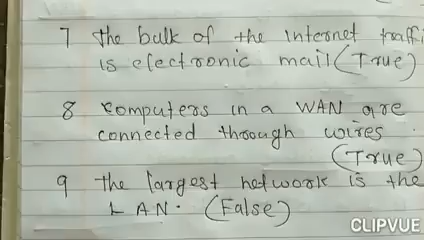 7 The bulk of the internet traffi
is electronic mail (True)
8 Computers in a WAN are
connected through wires.
(True)
9 The largest network is the
LAN. (False)
CLIPVUE